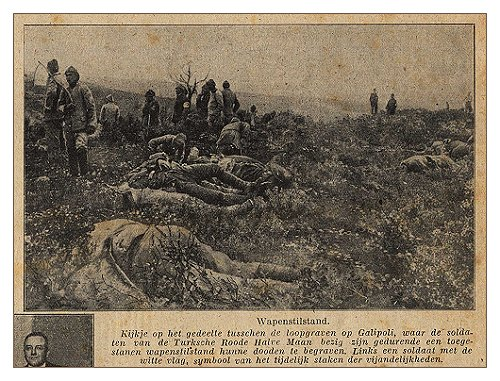 Wapenstilstand.
Kijkje op het gedeelte tusschen de loopgraven op Galipoli, waar de solda-
ten van de Turksche Roode Halve Maan bezig zijn gedurende een toege-
stanen wapenstilstand hunne dooden te begraven. Links een soldaat met de
witte vlag, symbool van het tijdelijk staken der vijandelijkheden.